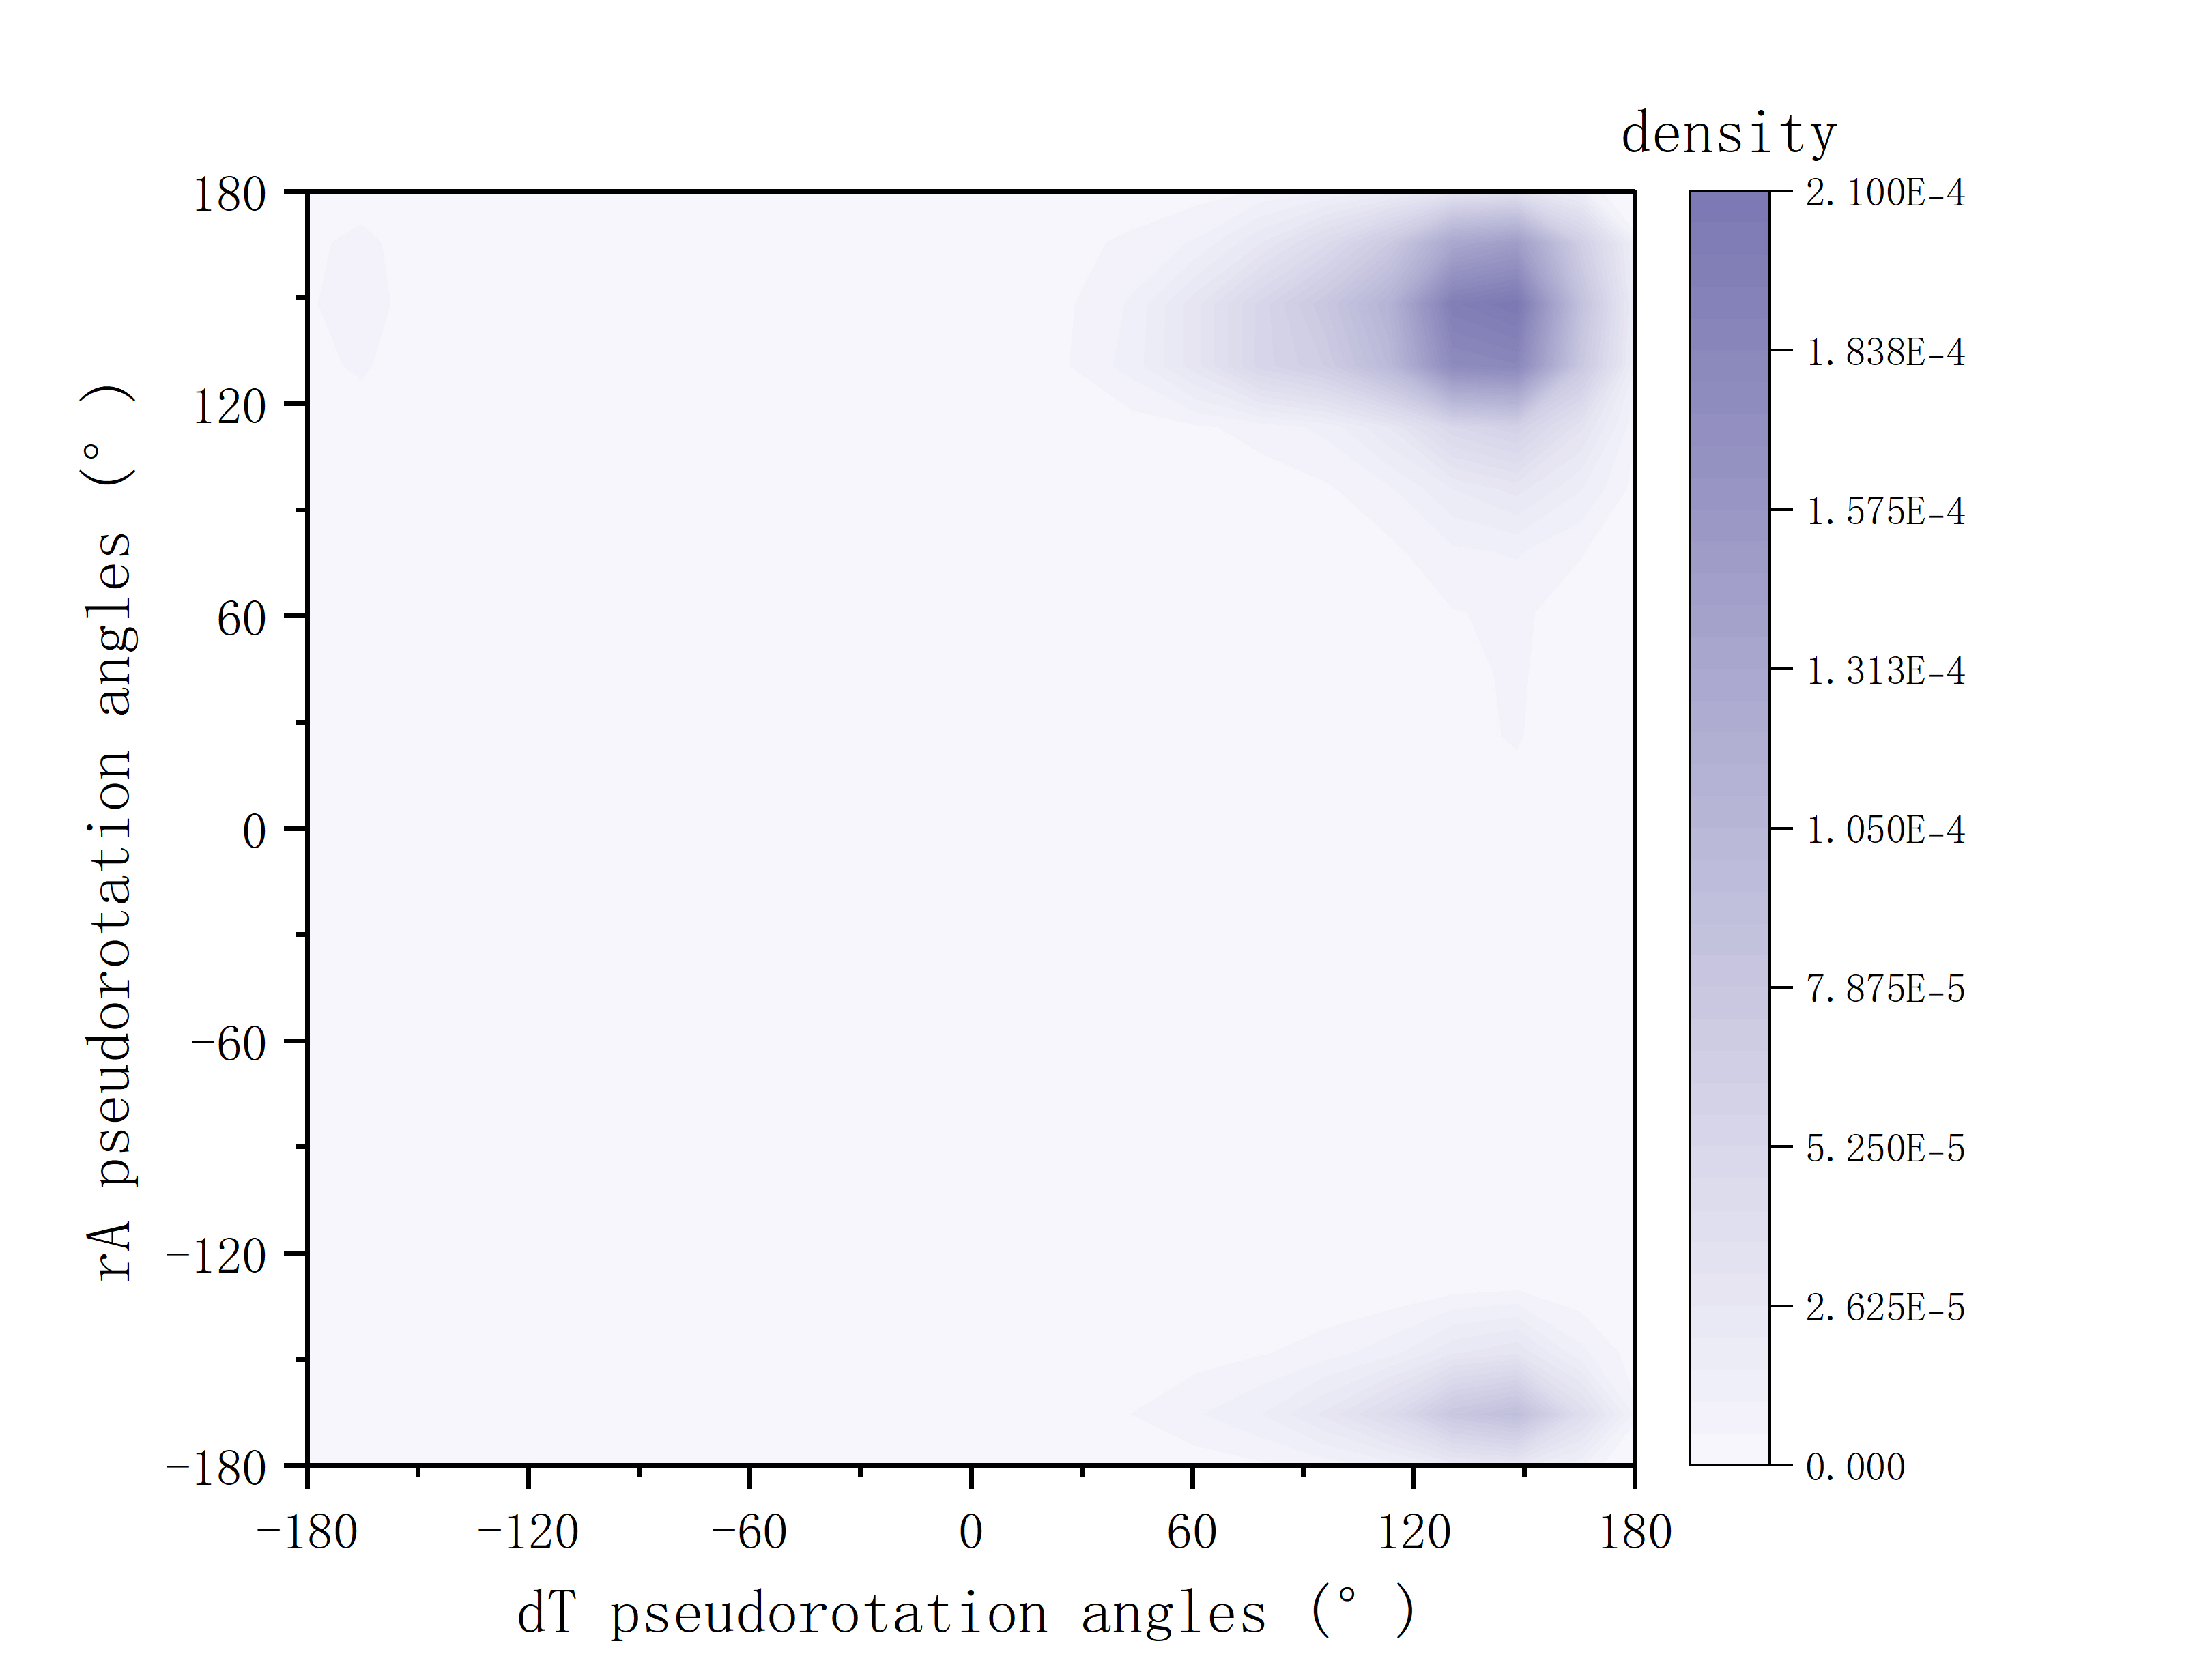 density
180
120
60
0
-60
-120
-180
rA pseudorotation angles (°)
2.100E-4
1.838E-4
1.575E-4
1.313E-4
1.050E-4
7.875E-5
5.250E-5
2.625E-5
0.000
-180 -120 -60 0 60 120 180
dT pseudorotation angles (°)